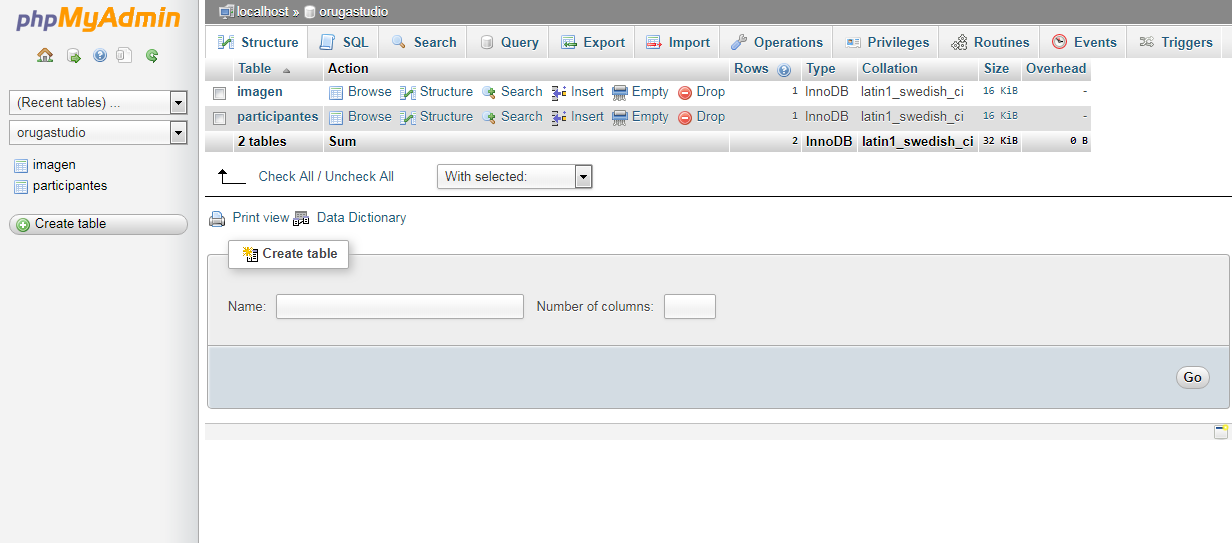 phpMyAdmin
(Recent tables) ...
orugastudio
imagen
participantes
Create table
localhost » orugastudio
Structure SQL Search Query Export Import Operations Privileges Routines Events Triggers
Table Action Rows Type Collation Size Overhead
imagen Browse Structure Search Insert Empty Drop 1 InnoDB latin1_swedish_ci 16 KiB -
participantes Browse Structure Search Insert Empty Drop 1 InnoDB latin1_swedish_ci 16 KiB -
2 tables Sum 2 InnoDB latin1_swedish_ci 32 KiB 0 B
Check All / Uncheck All With selected:
Print view Data Dictionary
Create table
Name: Number of columns:
Go